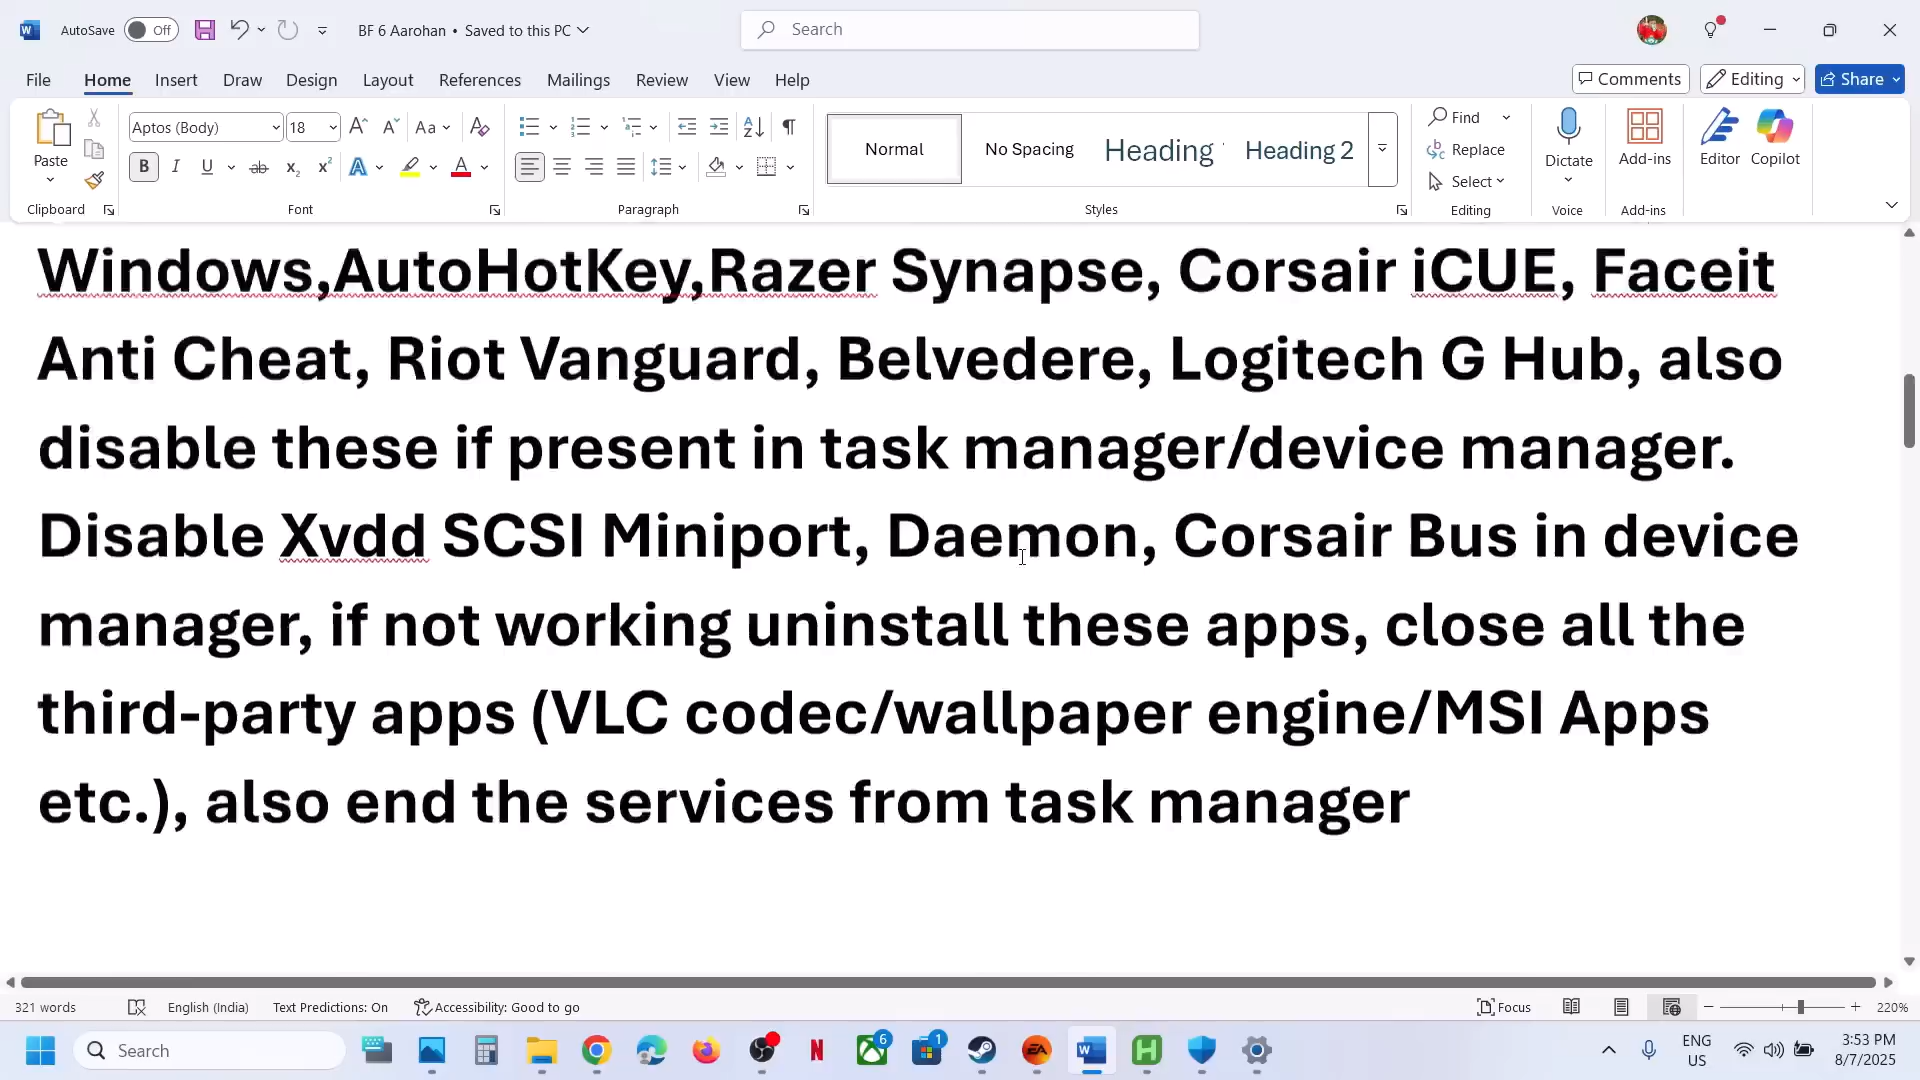 AutoSave Off BF 6 Aarohan • Saved to this PC Search
File Home Insert Draw Design Layout References Mailings Review View Help Comments Editing Share
Paste Aptos (Body) 18 Aa Normal No Spacing Heading Heading 2 Find Replace Select Dictate Add-ins Editor Copilot
Clipboard Font Paragraph Styles Editing Voice Add-ins
Windows,AutoHotKey,Razer Synapse, Corsair iCUE, Faceit
Anti Cheat, Riot Vanguard, Belvedere, Logitech G Hub, also
disable these if present in task manager/device manager.
Disable Xvdd SCSI Miniport, Daemon, Corsair Bus in device
manager, if not working uninstall these apps, close all the
third-party apps (VLC codec/wallpaper engine/MSI Apps
etc.), also end the services from task manager
321 words English (India) Text Predictions: On Accessibility: Good to go Focus 220%
Search 6 1 ENG US 3:53 PM 8/7/2025